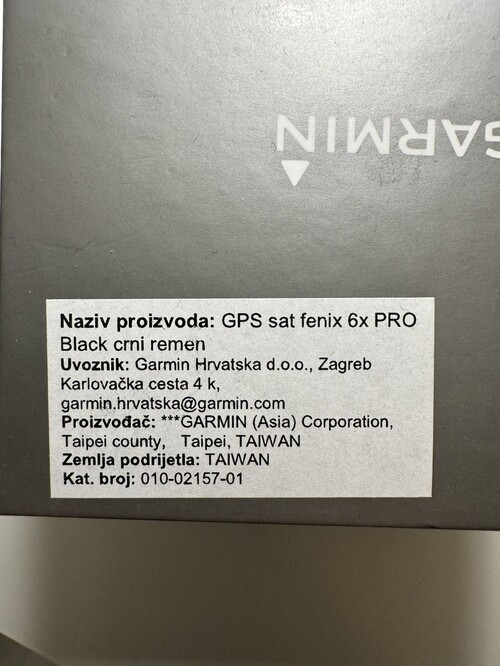 GARMIN
Naziv proizvoda: GPS sat fenix 6x PRO
Black crni remen
Uvoznik: Garmin Hrvatska d.o.o., Zagreb
Karlovačka cesta 4 k,
garmin.hrvatska@garmin.com
Proizvođač: ***GARMIN (Asia) Corporation,
Taipei county, Taipei, TAIWAN
Zemlja podrijetla: TAIWAN
Kat. broj: 010-02157-01